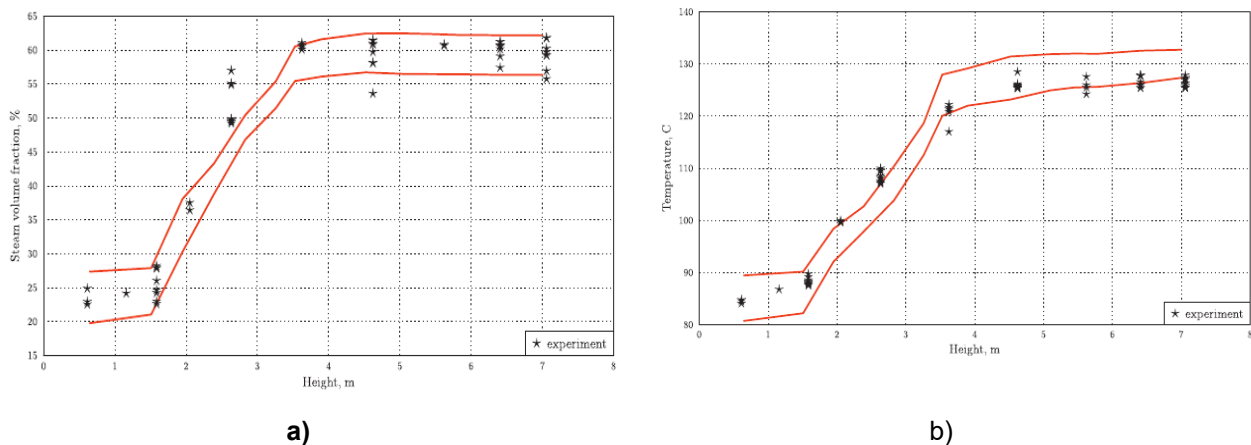 65
60
55
50
45
40
35
30
25
20
15
Steam volume fraction, %
0 1 2 3 4 5 6 7 8
Height, m
experiment
a)
140
130
120
110
100
90
80
Temperature, C
0 1 2 3 4 5 6 7 8
Height, m
experiment
b)